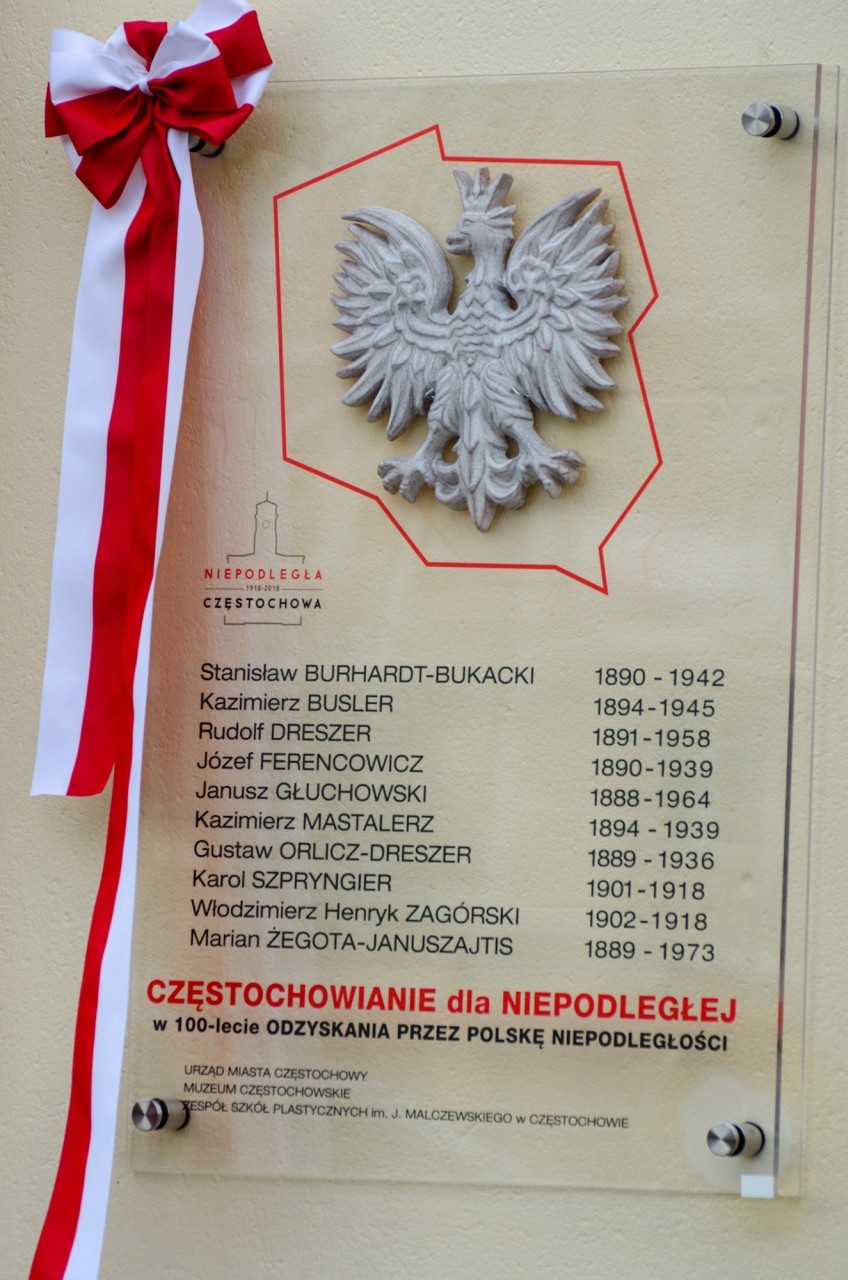 NIEPODLEGŁA
1918-2018
CZĘSTOCHOWA
Stanisław BURHARDT-BUKACKI 1890 - 1942
Kazimierz BUSLER 1894-1945
Rudolf DRESZER 1891-1958
Józef FERENCOWICZ 1890-1939
Janusz GŁUCHOWSKI 1888-1964
Kazimierz MASTALERZ 1894 - 1939
Gustaw ORLICZ-DRESZER 1889 - 1936
Karol SZPRYNGIER 1901-1918
Włodzimierz Henryk ZAGÓRSKI 1902-1918
Marian ŻEGOTA-JANUSZAJTIS 1889 - 1973
CZĘSTOCHOWIANIE dla NIEPODLEGŁEJ
w 100-lecie ODZYSKANIA PRZEZ POLSKĘ NIEPODLEGŁOŚCI
URZĄD MIASTA CZĘSTOCHOWY
MUZEUM CZĘSTOCHOWSKIE
ZESPÓŁ SZKÓŁ PLASTYCZNYCH im. J. MALCZEWSKIEGO w CZĘSTOCHOWIE